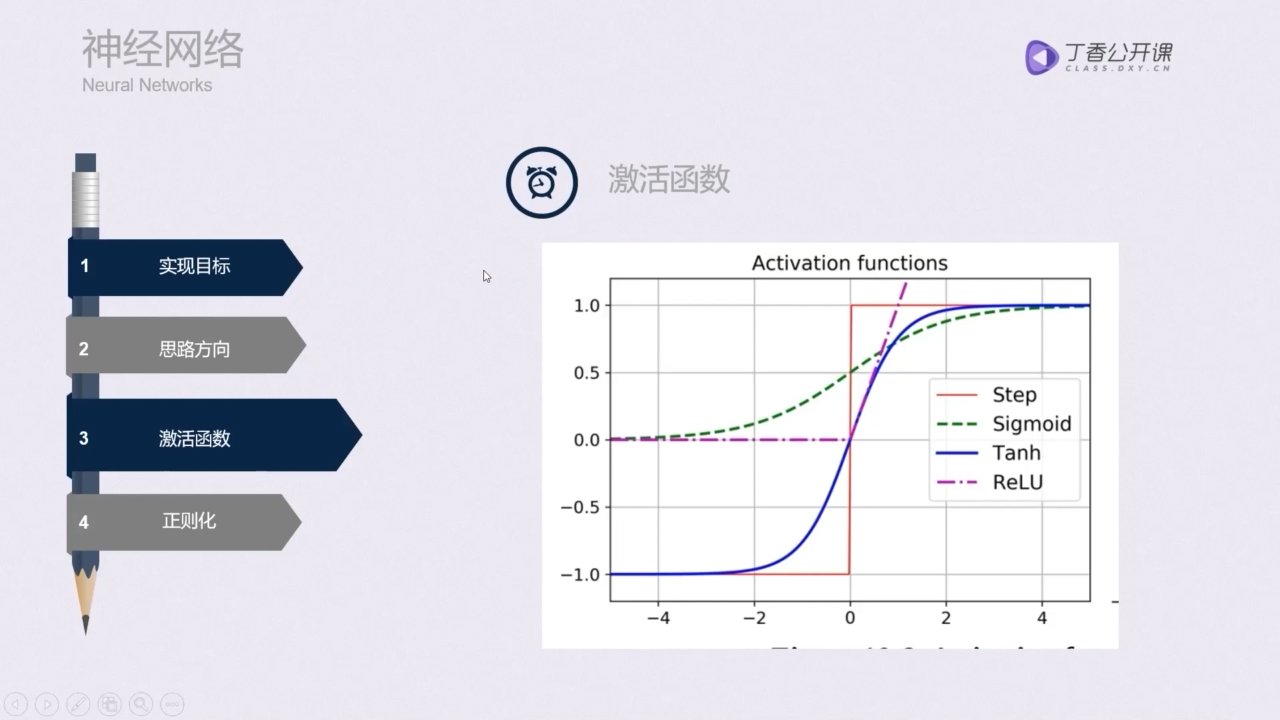 神经网络
Neural Networks
丁香公开课
CLASS.DXY.CN
1 实现目标
2 思路方向
3 激活函数
4 正则化
激活函数
Activation functions
1.0
0.5
0.0
−0.5
−1.0
−4 −2 0 2 4
Step
Sigmoid
Tanh
ReLU